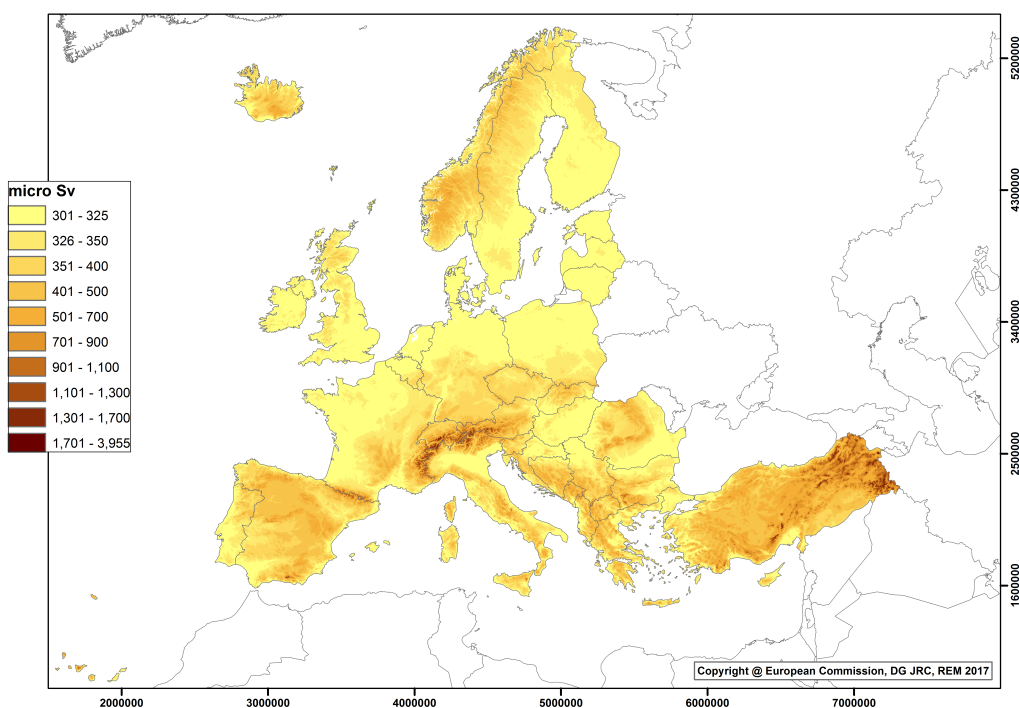 micro Sv
301 - 325
326 - 350
351 - 400
401 - 500
501 - 700
701 - 900
901 - 1,100
1,101 - 1,300
1,301 - 1,700
1,701 - 3,955
5200000
4300000
3400000
2500000
1600000
Copyright @ European Commission, DG JRC, REM 2017
2000000 3000000 4000000 5000000 6000000 7000000